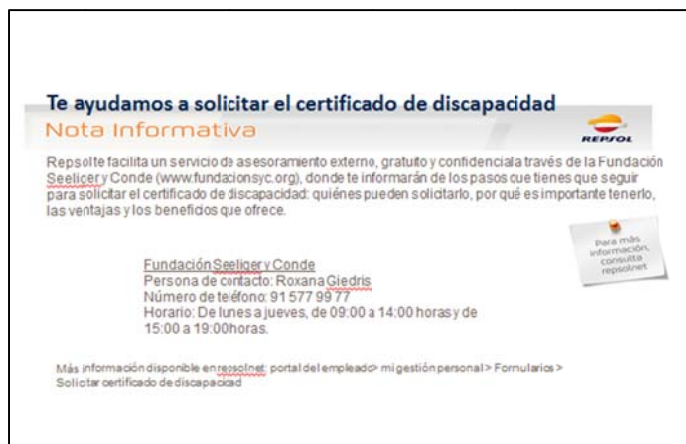 Te ayudamos a solicitar el certificado de discapacidad
Nota Informativa
REPSOL
Repsol te facilita un servicio de asesoramiento externo, gratuito y confidencial a través de la Fundación
Seeliger y Conde (www.fundacionsyc.org), donde te informarán de los pasos que tienes que seguir
para solicitar el certificado de discapacidad: quiénes pueden solicitarlo, por qué es importante tenerlo,
las ventajas y los beneficios que ofrece.
Para más
información,
consulta
repsolnet
Fundación Seeliger y Conde
Persona de contacto: Roxana Giedris
Número de teléfono: 91 577 99 77
Horario: De lunes a jueves, de 09:00 a 14:00 horas y de
15:00 a 19:00horas.
Más información disponible en repsolnet: portal del empleado> mi gestión personal > Formularios >
Solicitar certificado de discapacidad